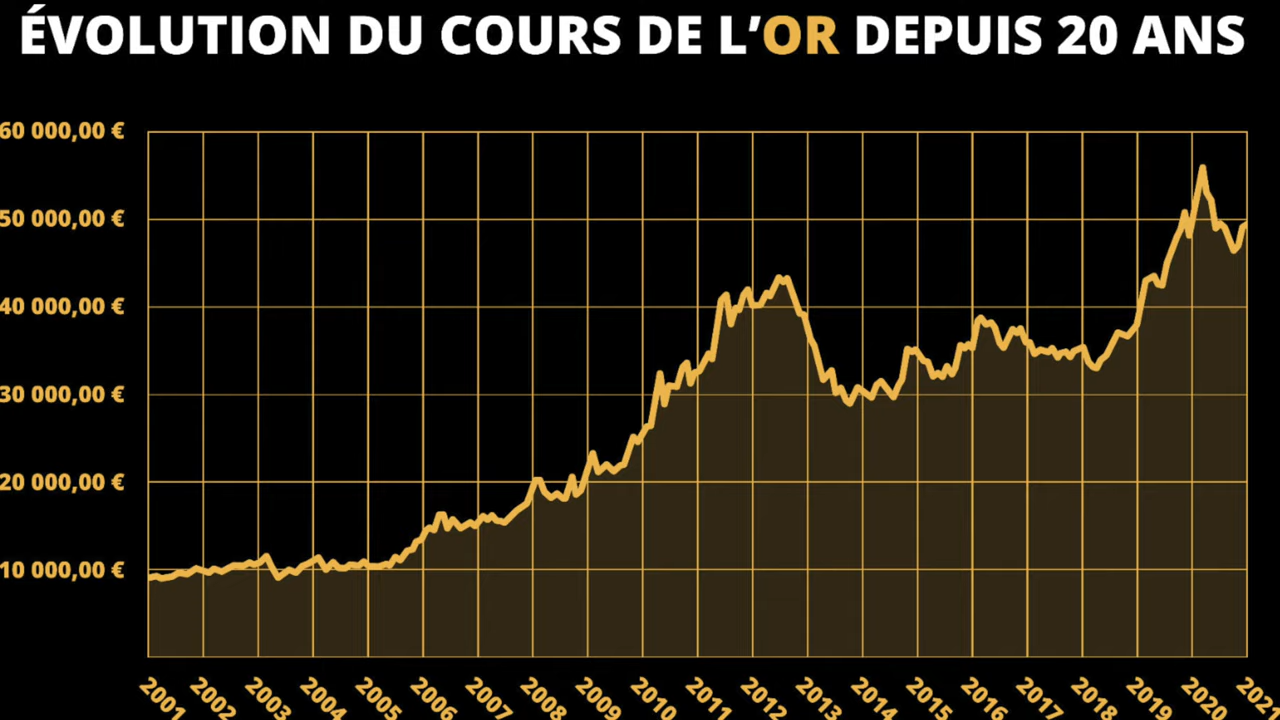 ÉVOLUTION DU COURS DE L’OR DEPUIS 20 ANS
60 000,00 €
50 000,00 €
40 000,00 €
30 000,00 €
20 000,00 €
10 000,00 €
2001 2002 2003 2004 2005 2006 2007 2008 2009 2010 2011 2012 2013 2014 2015 2016 2017 2018 2019 2020 2021